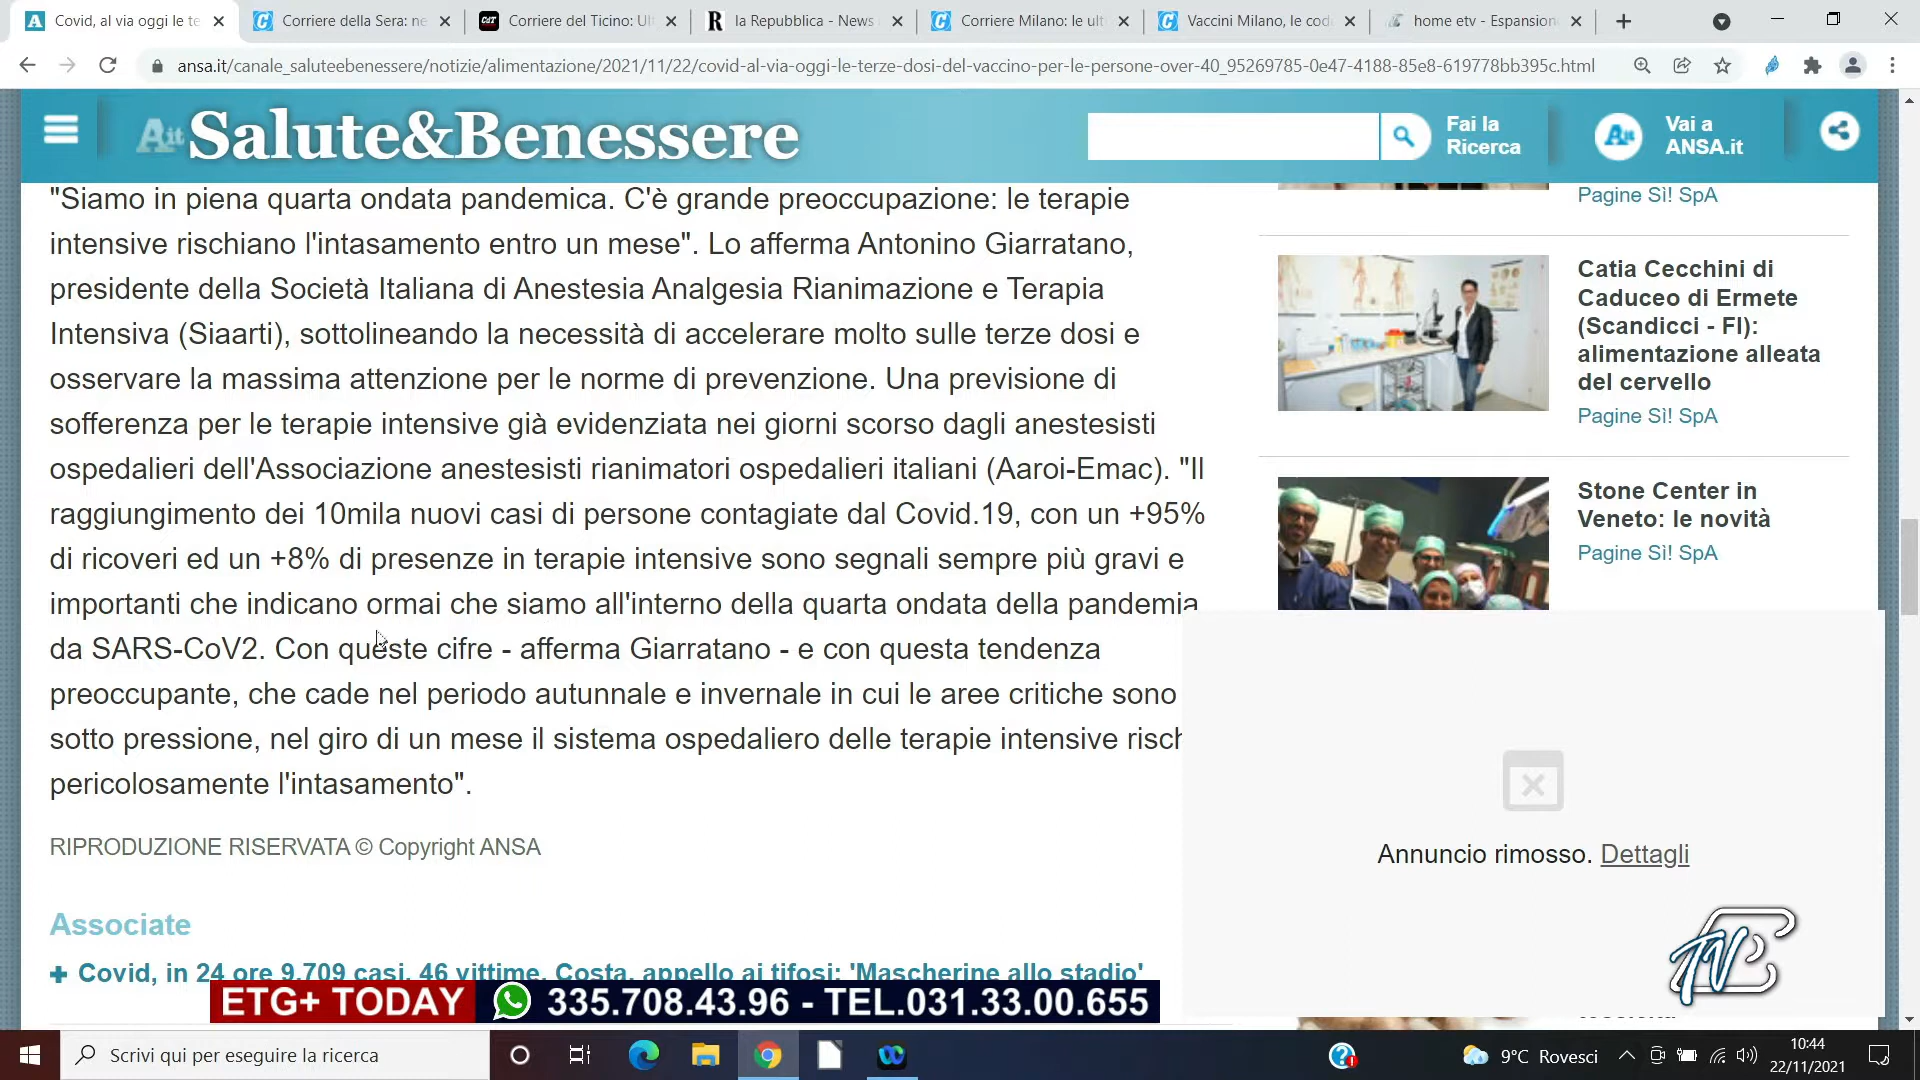 Covid, al via oggi le te
Corriere della Sera: ne
Corriere del Ticino: Ul
la Repubblica - News
Corriere Milano: le ult
Vaccini Milano, le cod
home etv - Espansion
ansa.it/canale_saluteebenessere/notizie/alimentazione/2021/11/22/covid-al-via-oggi-le-terze-dosi-del-vaccino-per-le-persone-over-40_95269785-0e47-4188-85e8-619778bb395c.html
Ait Salute&Benessere
Fai la
Ricerca
Vai a
ANSA.it
"Siamo in piena quarta ondata pandemica. C'è grande preoccupazione: le terapie
intensive rischiano l'intasamento entro un mese". Lo afferma Antonino Giarratano,
presidente della Società Italiana di Anestesia Analgesia Rianimazione e Terapia
Intensiva (Siaarti), sottolineando la necessità di accelerare molto sulle terze dosi e
osservare la massima attenzione per le norme di prevenzione. Una previsione di
sofferenza per le terapie intensive già evidenziata nei giorni scorso dagli anestesisti
ospedalieri dell'Associazione anestesisti rianimatori ospedalieri italiani (Aaroi-Emac). "Il
raggiungimento dei 10mila nuovi casi di persone contagiate dal Covid.19, con un +95%
di ricoveri ed un +8% di presenze in terapie intensive sono segnali sempre più gravi e
importanti che indicano ormai che siamo all'interno della quarta ondata della pandemia
da SARS-CoV2. Con queste cifre - afferma Giarratano - e con questa tendenza
preoccupante, che cade nel periodo autunnale e invernale in cui le aree critiche sono
sotto pressione, nel giro di un mese il sistema ospedaliero delle terapie intensive risch
pericolosamente l'intasamento".
RIPRODUZIONE RISERVATA © Copyright ANSA
Associate
Covid, in 24 ore 9.709 casi, 46 vittime. Costa, appello ai tifosi: 'Mascherine allo stadio'
Pagine Sì! SpA
Catia Cecchini di
Caduceo di Ermete
(Scandicci - FI):
alimentazione alleata
del cervello
Pagine Sì! SpA
Stone Center in
Veneto: le novità
Pagine Sì! SpA
Annuncio rimosso. Dettagli
ETG+ TODAY 335.708.43.96 - TEL.031.33.00.655
Scrivi qui per eseguire la ricerca
9°C Rovesci
10:44
22/11/2021